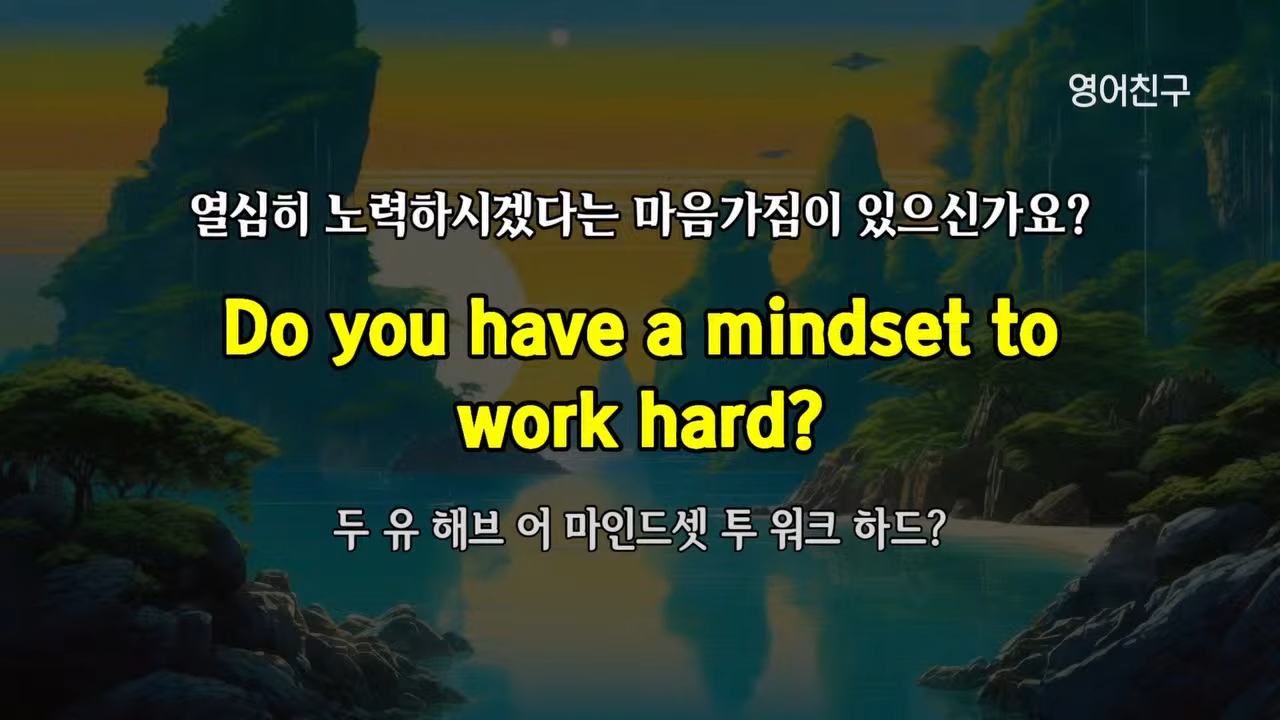 영어친구
열심히 노력하시겠다는 마음가짐이 있으신가요?
Do you have a mindset to
work hard?
두 유 해브 어 마인드셋 투 워크 하드?